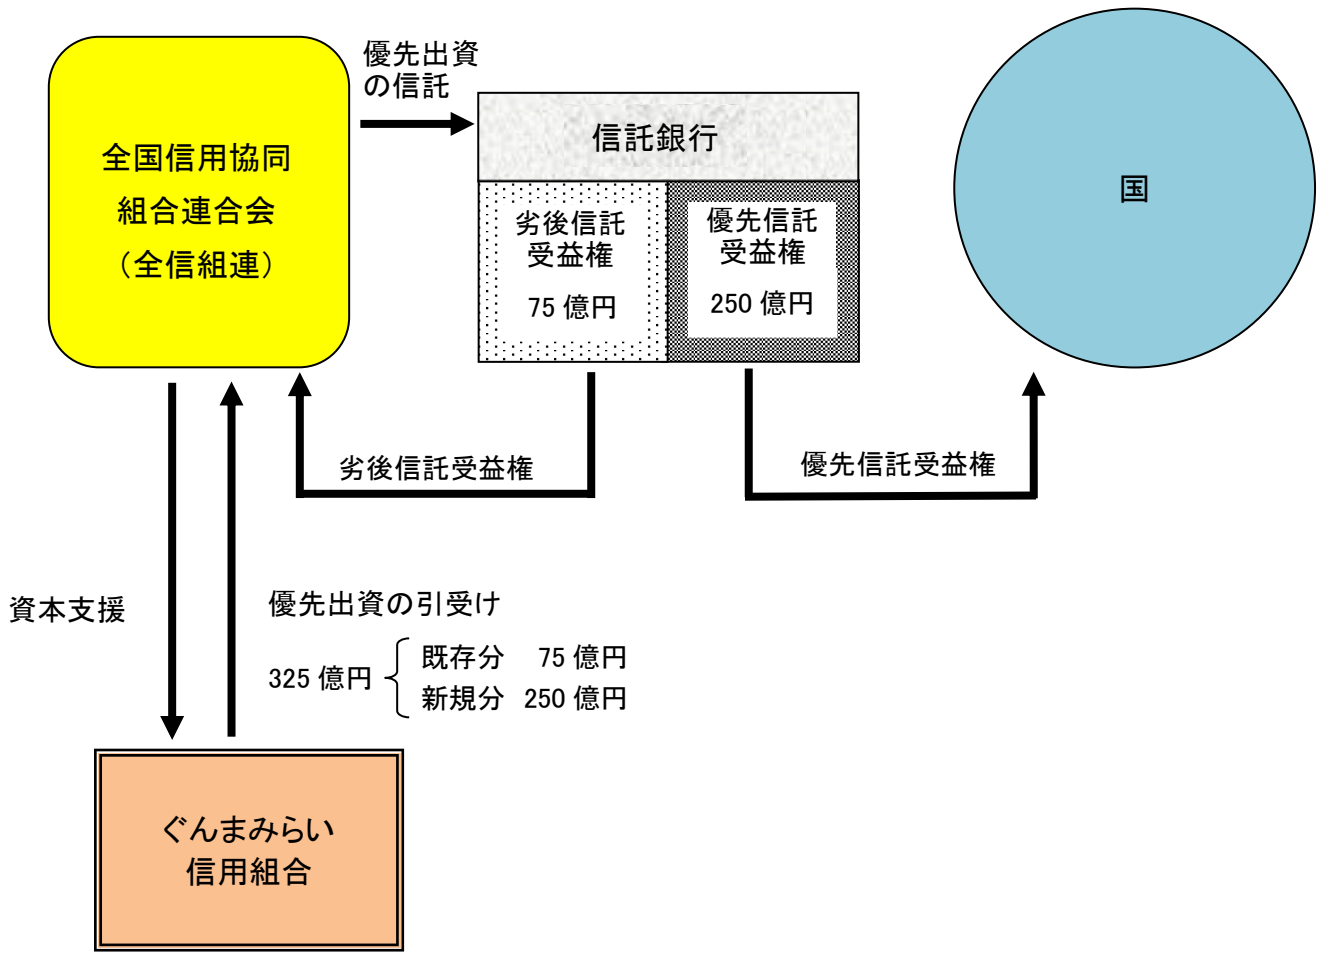 優先出資
の信託
全国信用協同
組合連合会
（全信組連）
信託銀行
劣後信託
受益権
75 億円
優先信託
受益権
250 億円
国
劣後信託受益権
優先信託受益権
資本支援
優先出資の引受け
325 億円
既存分 75 億円
新規分 250 億円
ぐんまみらい
信用組合